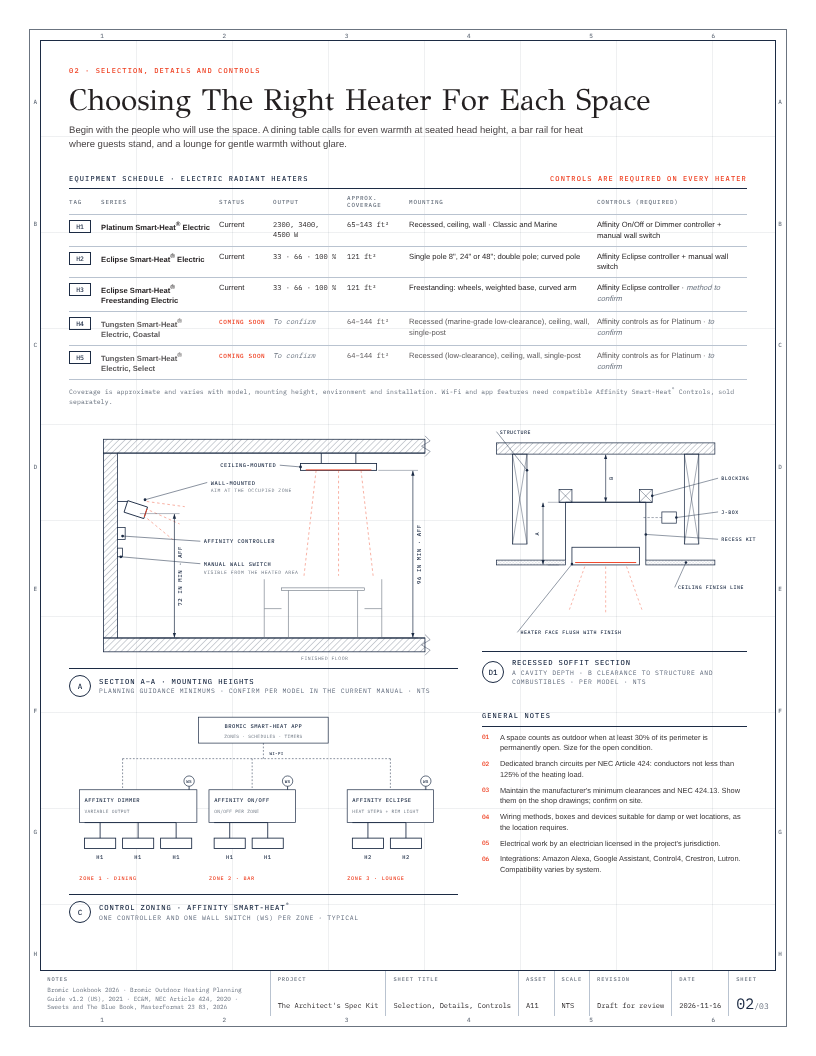 1 2 3 4 5 6
A
B
C
D
E
F
G
H
A
B
C
D
E
F
G
H
02 · SELECTION, DETAILS AND CONTROLS
Choosing The Right Heater For Each Space
Begin with the people who will use the space. A dining table calls for even warmth at seated head height, a bar rail for heat
where guests stand, and a lounge for gentle warmth without glare.
EQUIPMENT SCHEDULE · ELECTRIC RADIANT HEATERS
CONTROLS ARE REQUIRED ON EVERY HEATER
TAG SERIES STATUS OUTPUT APPROX. COVERAGE MOUNTING CONTROLS (REQUIRED)
H1 Platinum Smart-Heat® Electric Current 2300, 3400, 65–143 ft² Recessed, ceiling, wall · Classic and Marine Affinity On/Off or Dimmer controller +
4500 W manual wall switch
H2 Eclipse Smart-Heat® Electric Current 33 · 66 · 100 % 121 ft² Single pole 8", 24" or 48"; double pole; curved pole Affinity Eclipse controller + manual wall
switch
H3 Eclipse Smart-Heat® Current 33 · 66 · 100 % 121 ft² Freestanding: wheels, weighted base, curved arm Affinity Eclipse controller · method to
Freestanding Electric confirm
H4 Tungsten Smart-Heat® COMING SOON To confirm 64–144 ft² Recessed (marine-grade low-clearance), ceiling, wall, Affinity controls as for Platinum · to
Electric, Coastal single-post confirm
H5 Tungsten Smart-Heat® COMING SOON To confirm 64–144 ft² Recessed (low-clearance), ceiling, wall, single-post Affinity controls as for Platinum · to
Electric, Select confirm
Coverage is approximate and varies with model, mounting height, environment and installation. Wi-Fi and app features need compatible Affinity Smart-Heat® Controls, sold
separately.
CEILING-MOUNTED
WALL-MOUNTED
AIM AT THE OCCUPIED ZONE
AFFINITY CONTROLLER
MANUAL WALL SWITCH
VISIBLE FROM THE HEATED AREA
72 IN MIN · AFF
96 IN MIN · AFF
FINISHED FLOOR
A
SECTION A-A · MOUNTING HEIGHTS
PLANNING GUIDANCE MINIMUMS · CONFIRM PER MODEL IN THE CURRENT MANUAL · NTS
STRUCTURE
B
A
BLOCKING
J-BOX
RECESS KIT
CEILING FINISH LINE
HEATER FACE FLUSH WITH FINISH
D1
RECESSED SOFFIT SECTION
A CAVITY DEPTH · B CLEARANCE TO STRUCTURE AND
COMBUSTIBLES · PER MODEL · NTS
BROMIC SMART-HEAT APP
ZONES · SCHEDULES · TIMERS
WI-FI
WS WS WS
AFFINITY DIMMER
VARIABLE OUTPUT
AFFINITY ON/OFF
ON/OFF PER ZONE
AFFINITY ECLIPSE
HEAT STEPS + RIM LIGHT
H1 H1 H1 H1 H1 H2 H2
ZONE 1 · DINING ZONE 2 · BAR ZONE 3 · LOUNGE
C
CONTROL ZONING · AFFINITY SMART-HEAT®
ONE CONTROLLER AND ONE WALL SWITCH (WS) PER ZONE · TYPICAL
GENERAL NOTES
01 A space counts as outdoor when at least 30% of its perimeter is
permanently open. Size for the open condition.
02 Dedicated branch circuits per NEC Article 424: conductors not less than
125% of the heating load.
03 Maintain the manufacturer's minimum clearances and NEC 424.13. Show
them on the shop drawings; confirm on site.
04 Wiring methods, boxes and devices suitable for damp or wet locations, as
the location requires.
05 Electrical work by an electrician licensed in the project's jurisdiction.
06 Integrations: Amazon Alexa, Google Assistant, Control4, Crestron, Lutron.
Compatibility varies by system.
NOTES
Bromic Lookbook 2026 · Bromic Outdoor Heating Planning
Guide v1.2 (US), 2021 · EC&M, NEC Article 424, 2020 ·
Sweets and The Blue Book, MasterFormat 23 83, 2026
PROJECT
The Architect's Spec Kit
SHEET TITLE
Selection, Details, Controls
ASSET
A11
SCALE
NTS
REVISION
Draft for review
DATE
2026-11-16
SHEET
02/03
1 2 3 4 5 6